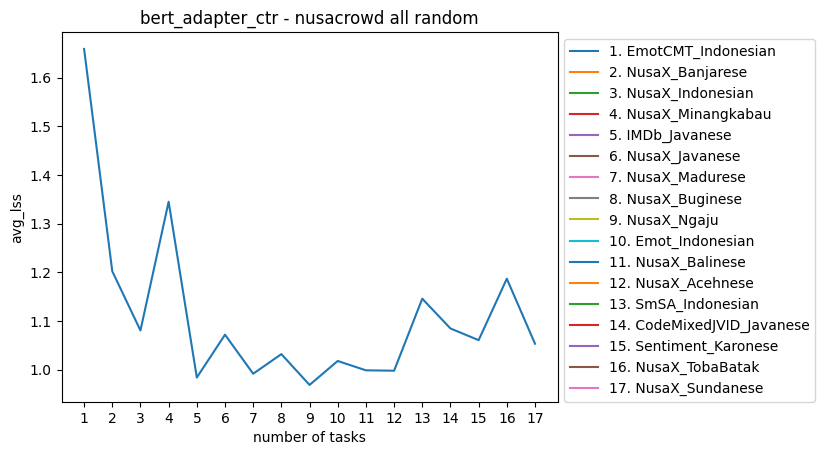 bert_adapter_ctr - nusacrowd all random
avg_lss
1.6
1.5
1.4
1.3
1.2
1.1
1.0
1 2 3 4 5 6 7 8 9 10 11 12 13 14 15 16 17
number of tasks
1. EmotCMT_Indonesian
2. NusaX_Banjarese
3. NusaX_Indonesian
4. NusaX_Minangkabau
5. IMDb_Javanese
6. NusaX_Javanese
7. NusaX_Madurese
8. NusaX_Buginese
9. NusaX_Ngaju
10. Emot_Indonesian
11. NusaX_Balinese
12. NusaX_Acehnese
13. SmSA_Indonesian
14. CodeMixedJVID_Javanese
15. Sentiment_Karonese
16. NusaX_TobaBatak
17. NusaX_Sundanese